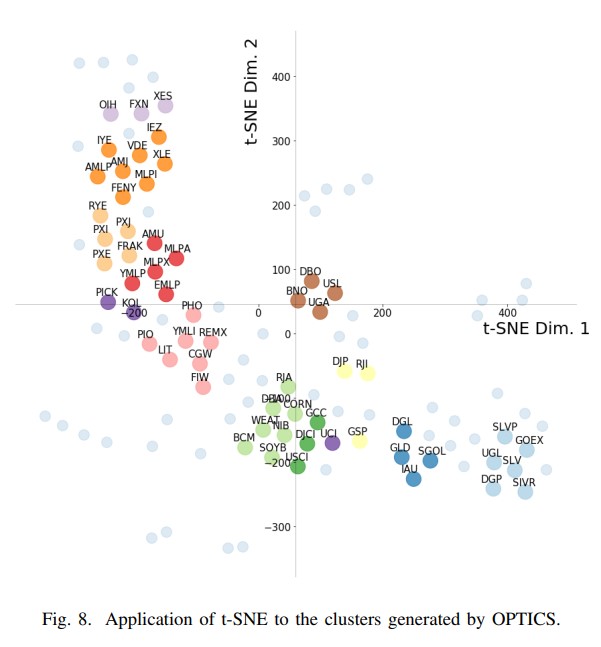 t-SNE Dim. 2
400
XES
OIH FXN
IEZ
300
IYE
VDE
XLE
AMJ
AMLP
MLPI
FENY
200
RYE
PXJ
PXI
AMU
FRAK
MLPA
PXE
MLPX
100
DBO
YMLP
USL
EMLP
BNO
PICK
KOL
UGA
PHO
-200
0
200
400
t-SNE Dim. 1
0
PIO
YMLI REMX
LIT
CGW
DJP
RJI
FIW
RJA
-100
CORN
GCC
WEAT
NIB
DGL
BCM
DJCI UCI
GSP
SLVP
GOEX
SOYB
GLD
SGOL
UGL
SLV
USCI
-200
IAU
DGP
SIVR
-300
Fig. 8. Application of t-SNE to the clusters generated by OPTICS.